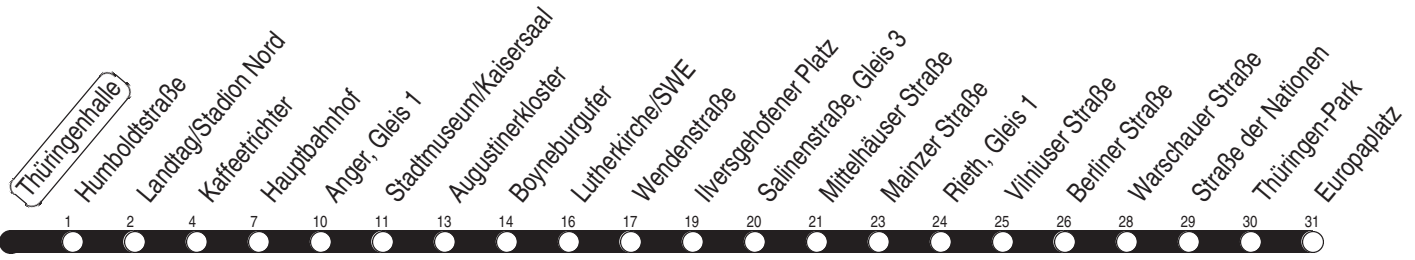 Thüringenhalle
Humboldtstraße
Landtag/Stadion Nord
Kaffeetrichter
Hauptbahnhof
Anger, Gleis 1
Stadtmuseum/Kaisersaal
Augustinerkloster
Boyneburgufer
Lutherkirche/SWE
Wendenstraße
Ilversgehofener Platz
Salinenstraße, Gleis 3
Mittelhäuser Straße
Mainzer Straße
Rieth, Gleis 1
Vilniuser Straße
Berliner Straße
Warschauer Straße
Straße der Nationen
Thüringen-Park
Europaplatz
1 2 4 7 10 11 13 14 16 17 19 20 21 23 24 25 26 28 29 30 31